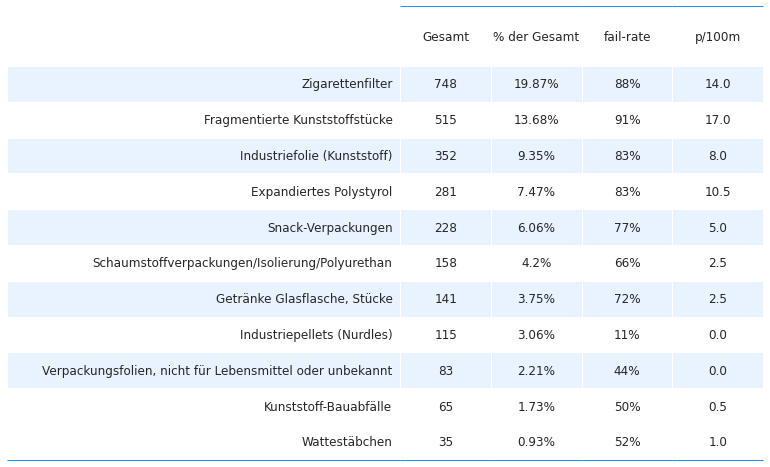 Gesamt % der Gesamt fail-rate p/100m
Zigarettenfilter 748 19.87% 88% 14.0
Fragmentierte Kunststoffstücke 515 13.68% 91% 17.0
Industriefolie (Kunststoff) 352 9.35% 83% 8.0
Expandiertes Polystyrol 281 7.47% 83% 10.5
Snack-Verpackungen 228 6.06% 77% 5.0
Schaumstoffverpackungen/Isolierung/Polyurethan 158 4.2% 66% 2.5
Getränke Glasflasche, Stücke 141 3.75% 72% 2.5
Industriepellets (Nurdles) 115 3.06% 11% 0.0
Verpackungsfolien, nicht für Lebensmittel oder unbekannt 83 2.21% 44% 0.0
Kunststoff-Bauabfälle 65 1.73% 50% 0.5
Wattestäbchen 35 0.93% 52% 1.0